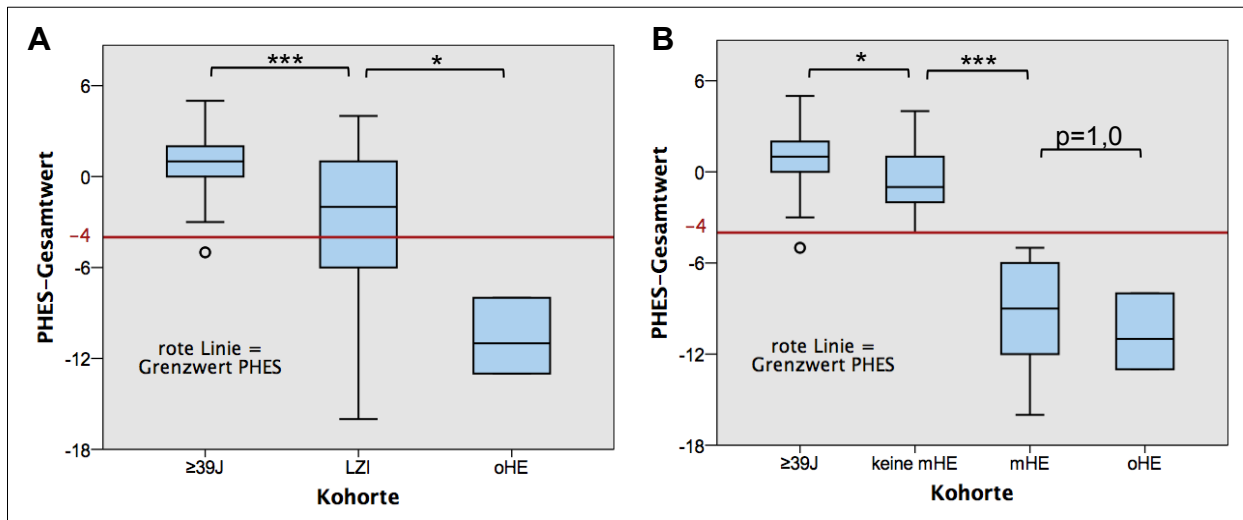 A
***
*
6
0
-4
-6
-12
-18
PHES-Gesamtwert
rote Linie =
Grenzwert PHES
≥39J
LZI
oHE
Kohorte
B
*
***
p=1,0
6
0
-4
-6
-12
-18
PHES-Gesamtwert
rote Linie =
Grenzwert PHES
≥39J
keine mHE
mHE
oHE
Kohorte